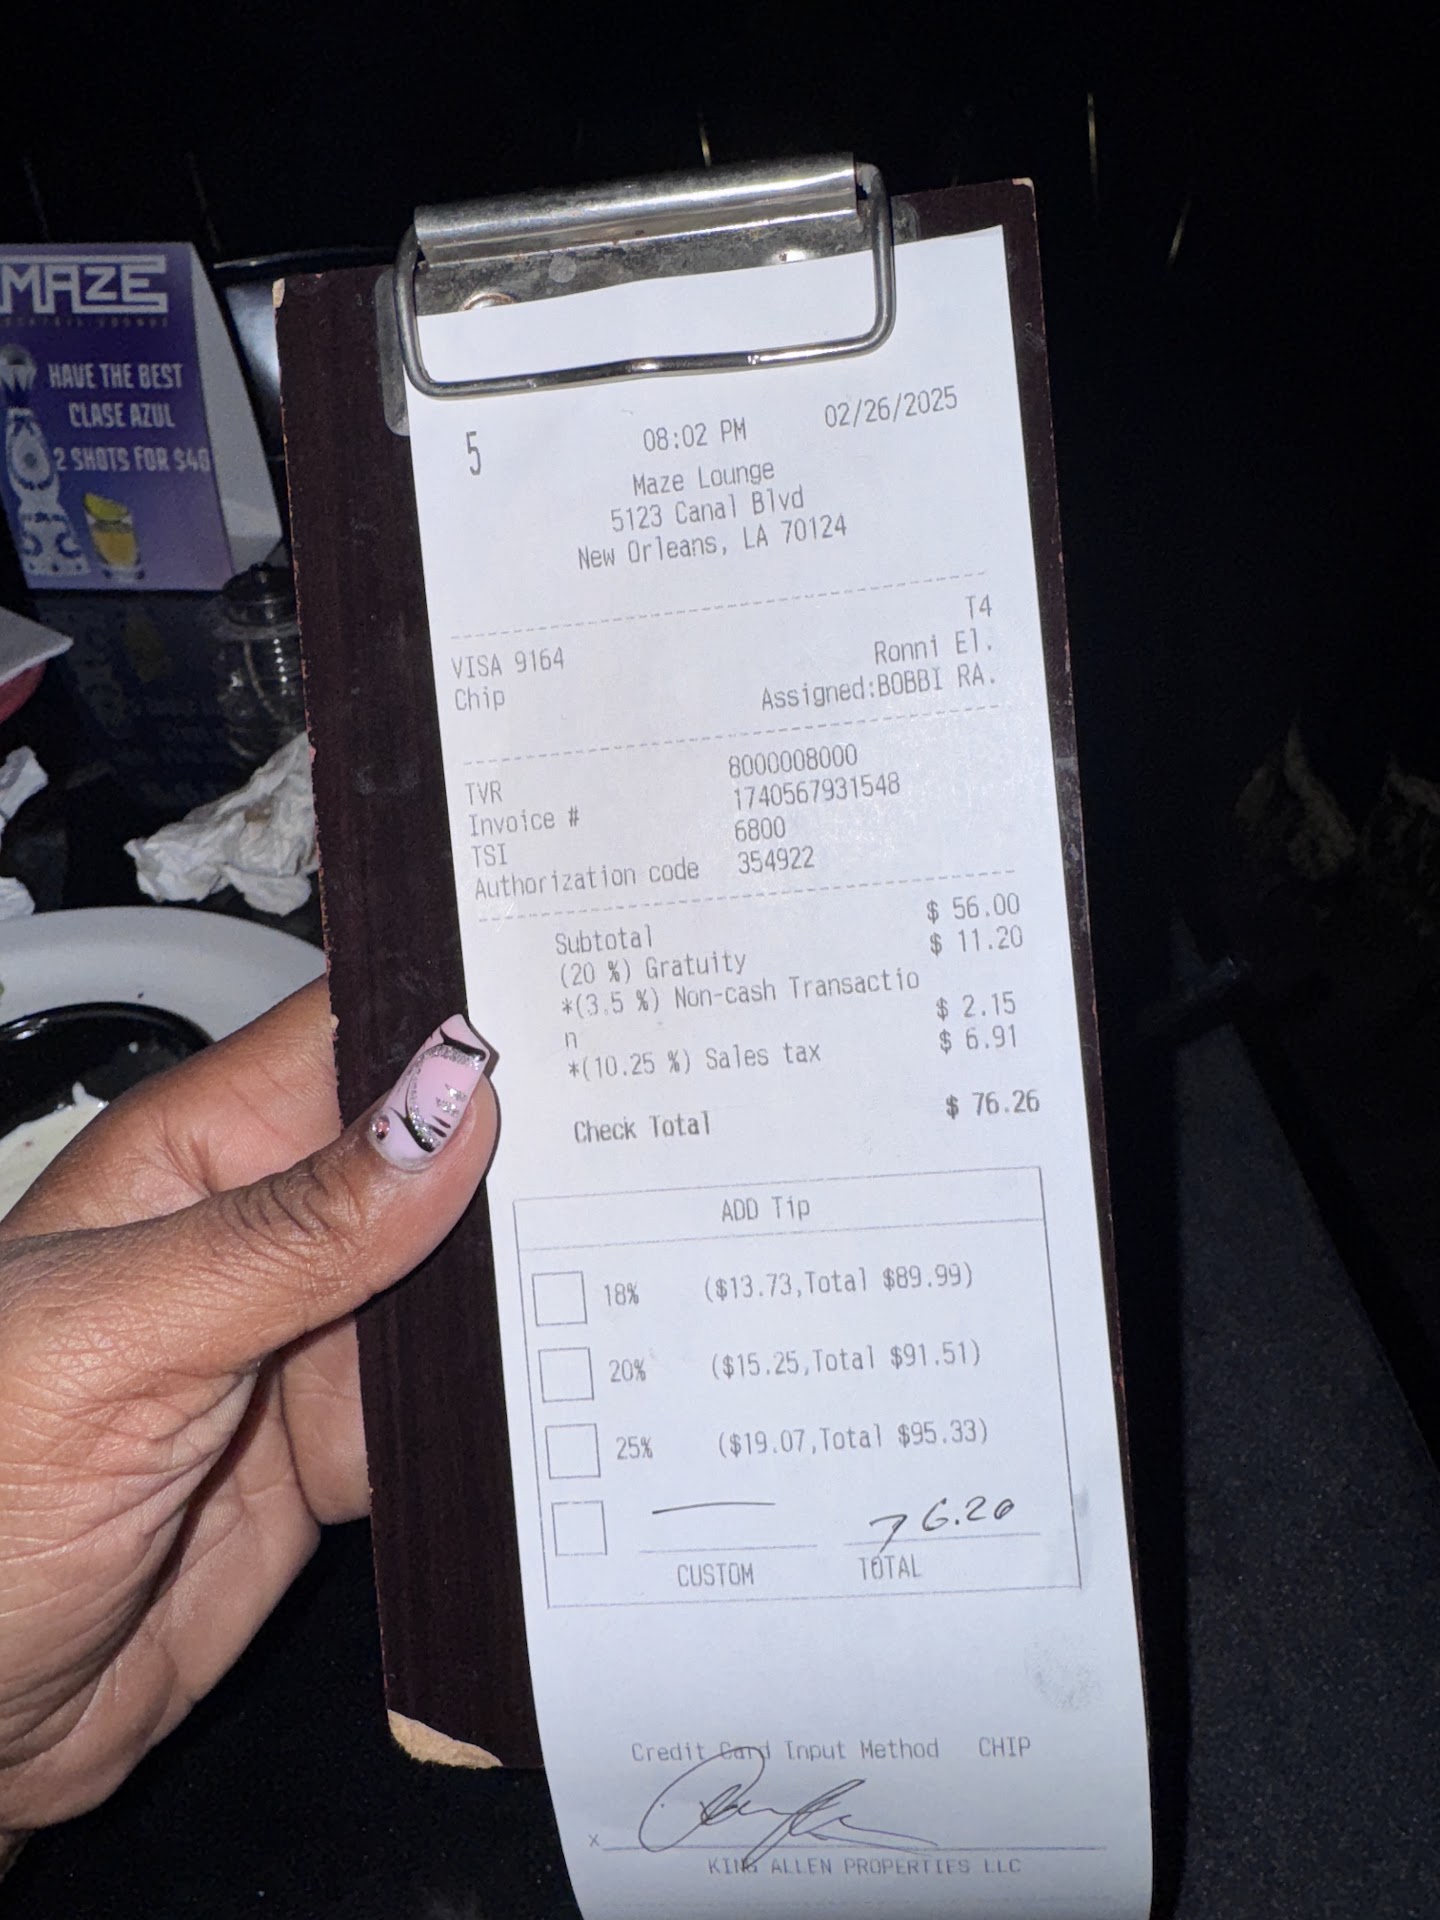 MAZE
HAVE THE BEST
CLASE AZUL
2 SHOTS FOR $40
5 08:02 PM 02/26/2025
Maze Lounge
5123 Canal Blvd
New Orleans, LA 70124
T4
VISA 9164 Ronni El.
Chip Assigned:BOBBI RA.
TVR 8000008000
Invoice # 1740567931548
TSI 6800
Authorization code 354922
Subtotal $ 56.00
(20 %) Gratuity $ 11.20
*(3.5 %) Non-cash Transactio
n $ 2.15
*(10.25 %) Sales tax $ 6.91
Check Total $ 76.26
ADD Tip
18% ($13.73,Total $89.99)
20% ($15.25,Total $91.51)
25% ($19.07,Total $95.33)
76.20
CUSTOM TOTAL
Credit Card Input Method CHIP
x
KING ALLEN PROPERTIES LLC